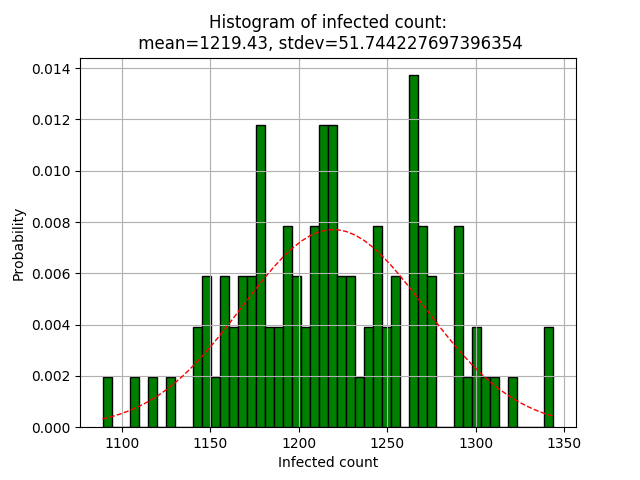 Histogram of infected count:
mean=1219.43, stdev=51.744227697396354
0.014
0.012
0.010
0.008
0.006
0.004
0.002
0.000
Probability
1100 1150 1200 1250 1300 1350
Infected count